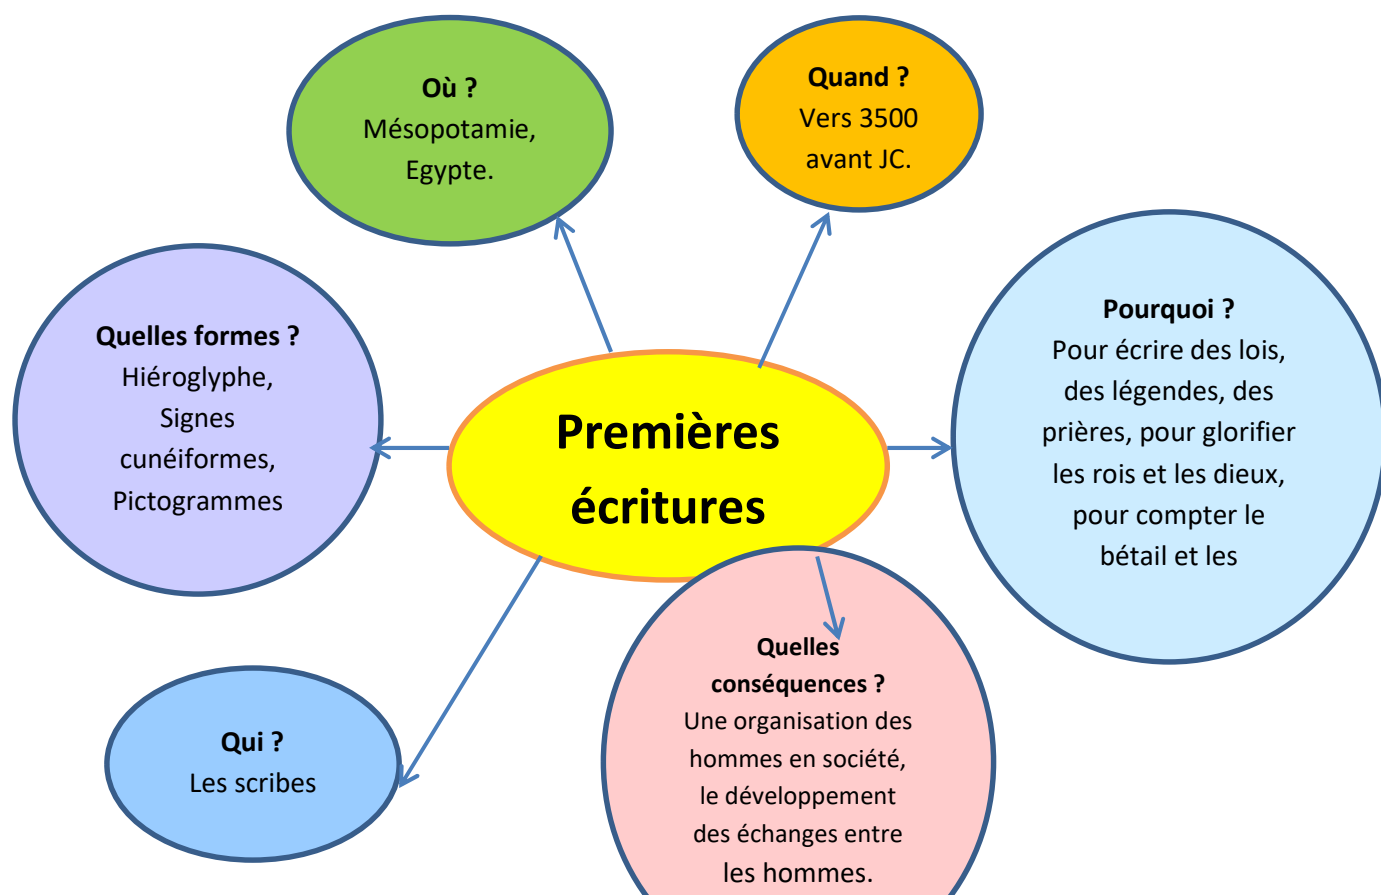 Où ?
Mésopotamie,
Egypte.
Quand ?
Vers 3500
avant JC.
Quelles formes ?
Hiéroglyphe,
Signes
cunéiformes,
Pictogrammes
Premières
écritures
Pourquoi ?
Pour écrire des lois,
des légendes, des
prières, pour glorifier
les rois et les dieux,
pour compter le
bétail et les
Qui ?
Les scribes
Quelles
conséquences ?
Une organisation des
hommes en société,
le développement
des échanges entre
les hommes.